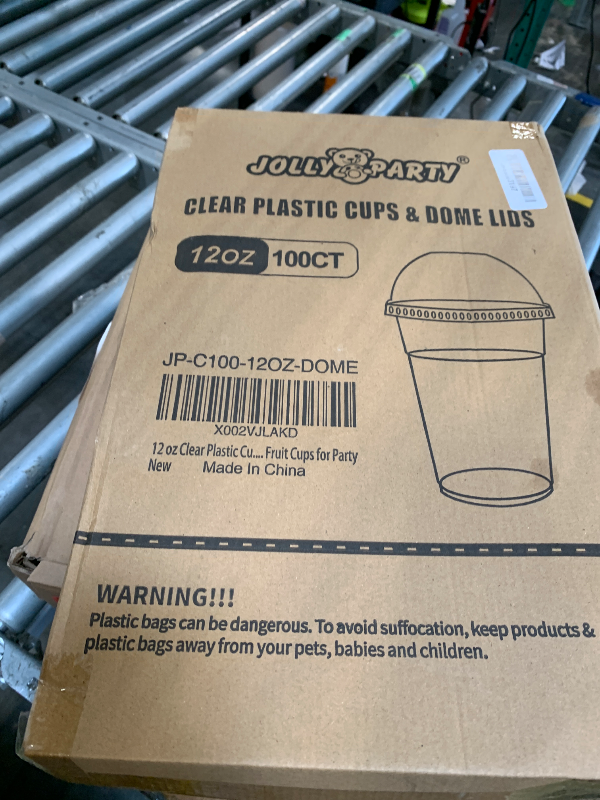 JOLLY PARTY®
CLEAR PLASTIC CUPS & DOME LIDS
12OZ 100CT
JP-C100-12OZ-DOME
X002VJLAKD
12 oz Clear Plastic Cu.... Fruit Cups for Party
New Made In China
WARNING!!!
Plastic bags can be dangerous. To avoid suffocation, keep products &
plastic bags away from your pets, babies and children.